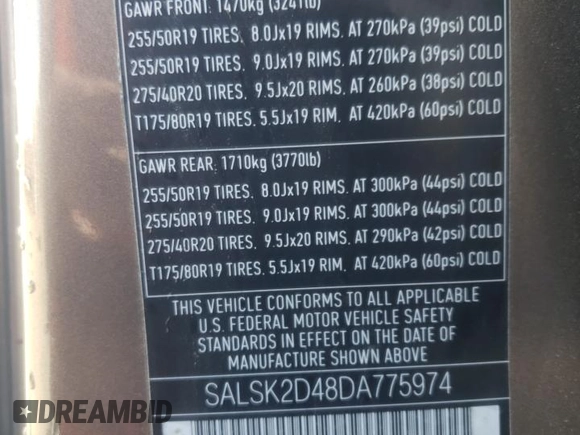 GAWR FRONT: 1470kg (3241lb)
255/50R19 TIRES, 8.0Jx19 RIMS. AT 270kPa (39psi) COLD
255/50R19 TIRES. 9.0Jx19 RIMS. AT 270kPa (39psi) COLD
275/40R20 TIRES. 9.5Jx20 RIMS. AT 260kPa (38psi) COLD
T175/80R19 TIRES. 5.5Jx19 RIM. AT 420kPa (60psi) COLD
GAWR REAR: 1710kg (3770lb)
255/50R19 TIRES. 8.0Jx19 RIMS. AT 300kPa (44psi) COLD
255/50R19 TIRES. 9.0Jx19 RIMS. AT 300kPa (44psi) COLD
275/40R20 TIRES. 9.5Jx20 RIMS. AT 290kPa (42psi) COLD
T175/80R19 TIRES. 5.5Jx19 RIM. AT 420kPa (60psi) COLD
THIS VEHICLE CONFORMS TO ALL APPLICABLE
U.S. FEDERAL MOTOR VEHICLE SAFETY
STANDARDS IN EFFECT ON THE DATE OF
MANUFACTURE SHOWN ABOVE.
SALSK2D48DA775974
DREAMBID